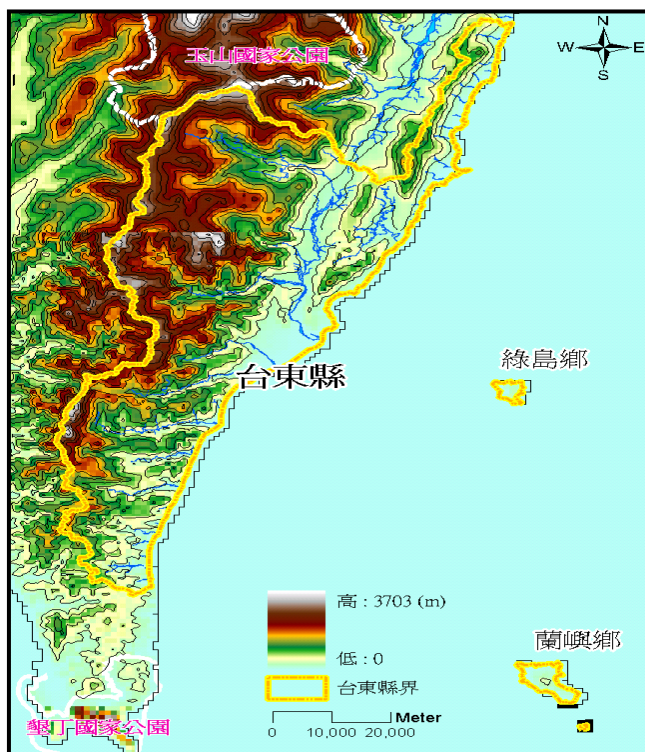 玉山國家公園
N
W E
S
綠島鄉
台東縣
高 : 3703 (m)
低 : 0
台東縣界
蘭嶼鄉
Meter
0 10,000 20,000
墾丁國家公園